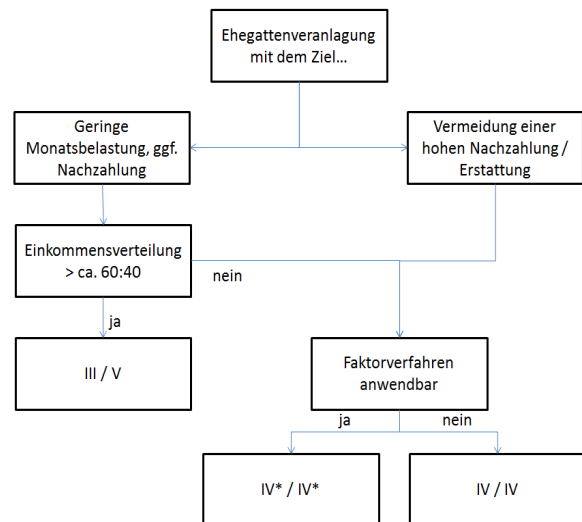 Ehegattenveranlagung
mit dem Ziel...
Geringe
Monatsbelastung, ggf.
Nachzahlung
Vermeidung einer
hohen Nachzahlung /
Erstattung
Einkommensverteilung
> ca. 60:40
nein
ja
III / V
Faktorverfahren
anwendbar
ja
nein
IV* / IV*
IV / IV